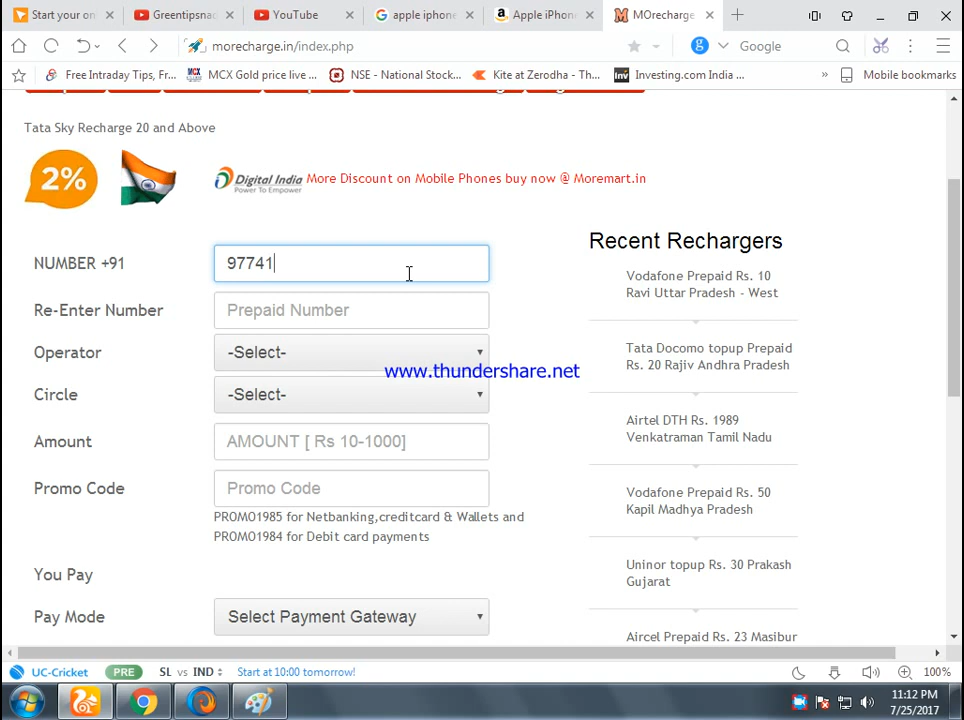 Start your on
Greentipsnac
YouTube
apple iphone
Apple iPhon
MOrecharge
morecharge.in/index.php
Google
Free Intraday Tips, Fr...
MCX Gold price live ...
NSE - National Stock...
Kite at Zerodha - Th...
Investing.com India ...
Mobile bookmarks
Tata Sky Recharge 20 and Above
2%
Digital India
Power To Empower
More Discount on Mobile Phones buy now @ Moremart.in
NUMBER +91
97741
Re-Enter Number
Prepaid Number
Operator
-Select-
www.thundershare.net
Circle
-Select-
Amount
AMOUNT [ Rs 10-1000]
Promo Code
Promo Code
PROMO1985 for Netbanking,creditcard & Wallets and
PROMO1984 for Debit card payments
You Pay
Pay Mode
Select Payment Gateway
Recent Rechargers
Vodafone Prepaid Rs. 10
Ravi Uttar Pradesh - West
Tata Docomo topup Prepaid
Rs. 20 Rajiv Andhra Pradesh
Airtel DTH Rs. 1989
Venkatraman Tamil Nadu
Vodafone Prepaid Rs. 50
Kapil Madhya Pradesh
Uninor topup Rs. 30 Prakash
Gujarat
Aircel Prepaid Rs. 23 Masibur
UC-Cricket
PRE
SL vs IND
Start at 10:00 tomorrow!
100%
11:12 PM
7/25/2017